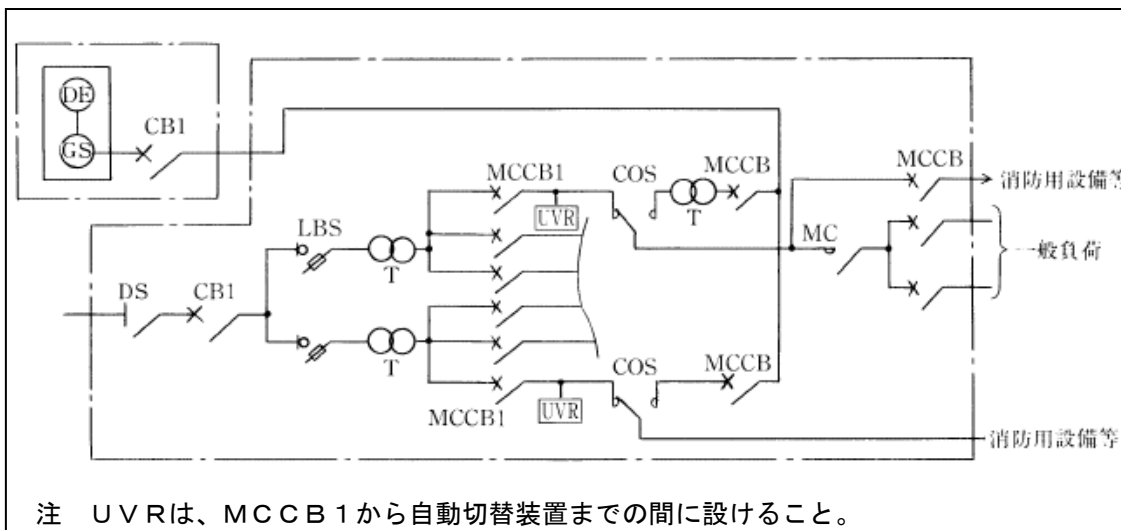 DE
GS
CB1
MCCB1
COS
MCCB
MCCB
消防用設備等
UVR
T
LBS
MC
一般負荷
T
DS
CB1
COS
MCCB
T
MCCB1
UVR
消防用設備等
注 UVRは、MCCB1から自動切替装置までの間に設けること。